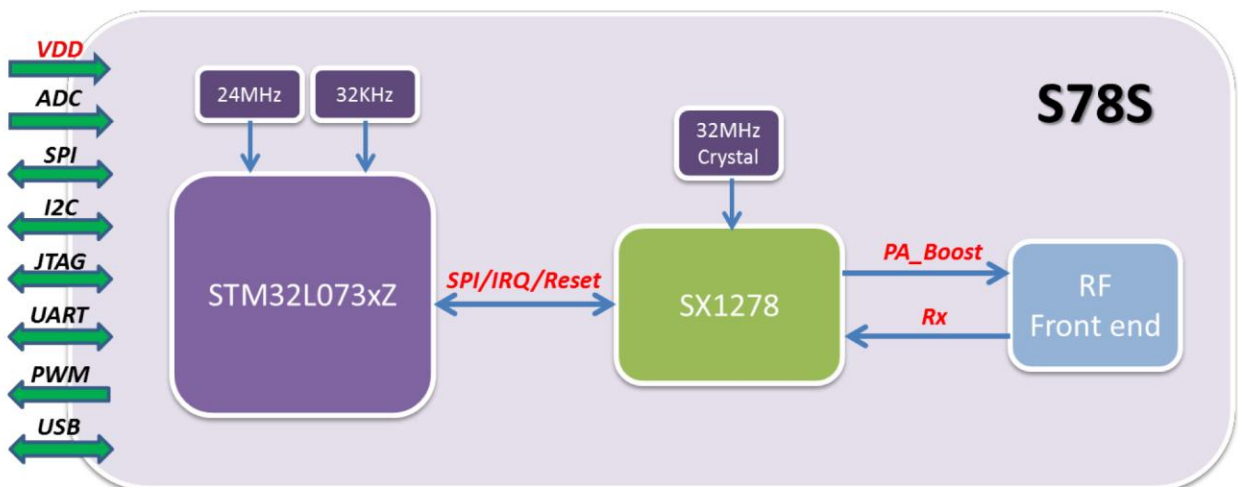 VDD
ADC
SPI
I2C
JTAG
UART
PWM
USB
24MHz
32KHz
STM32L073xZ
SPI/IRQ/Reset
32MHz
Crystal
SX1278
PA_Boost
Rx
RF
Front end
S78S